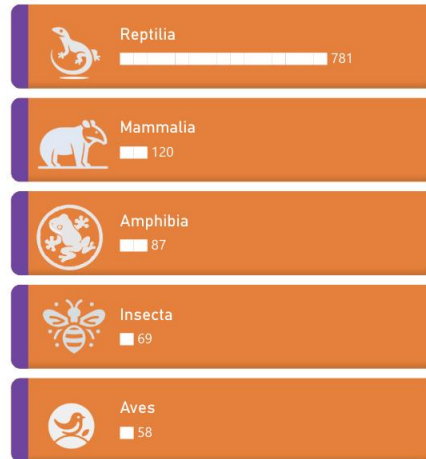 Reptilia
781
Mammalia
120
Amphibia
87
Insecta
69
Aves
58